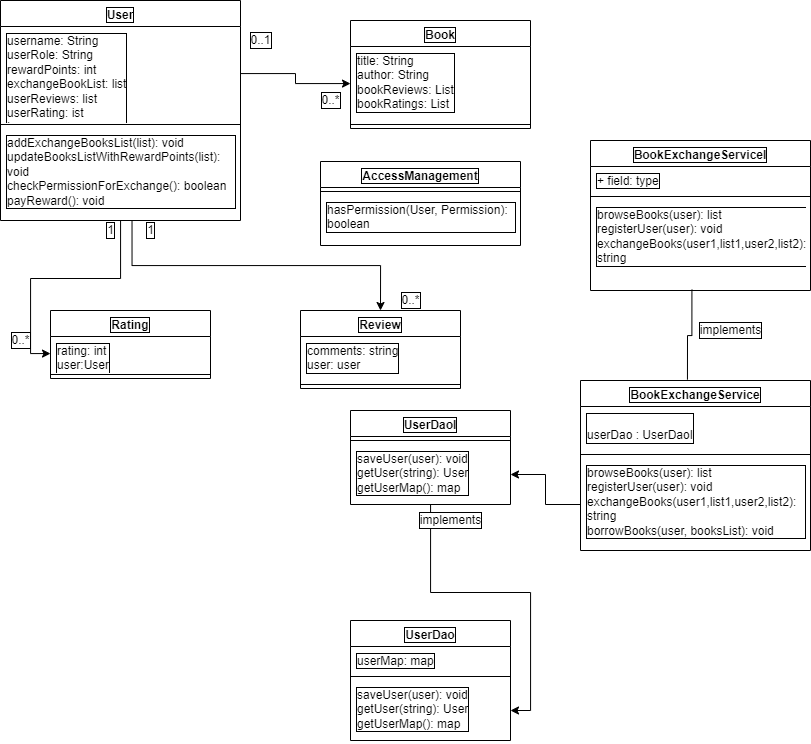 User
username: String
userRole: String
rewardPoints: int
exchangeBookList: list
userReviews: list
userRating: ist
addExchangeBooksList(list): void
updateBooksListWithRewardPoints(list):
void
checkPermissionForExchange(): boolean
payReward(): void
0..1
0..*
Book
title: String
author: String
bookReviews: List
bookRatings: List
AccessManagement
hasPermission(User, Permission):
boolean
BookExchangeServiceI
+ field: type
browseBooks(user): list
registerUser(user): void
exchangeBooks(user1,list1,user2,list2):
string
1
1
0..*
0..*
Rating
rating: int
user:User
Review
comments: string
user: user
implements
BookExchangeService
userDao : UserDaoI
browseBooks(user): list
registerUser(user): void
exchangeBooks(user1,list1,user2,list2):
string
borrowBooks(user, booksList): void
UserDaoI
saveUser(user): void
getUser(string): User
getUserMap(): map
implements
UserDao
userMap: map
saveUser(user): void
getUser(string): User
getUserMap(): map